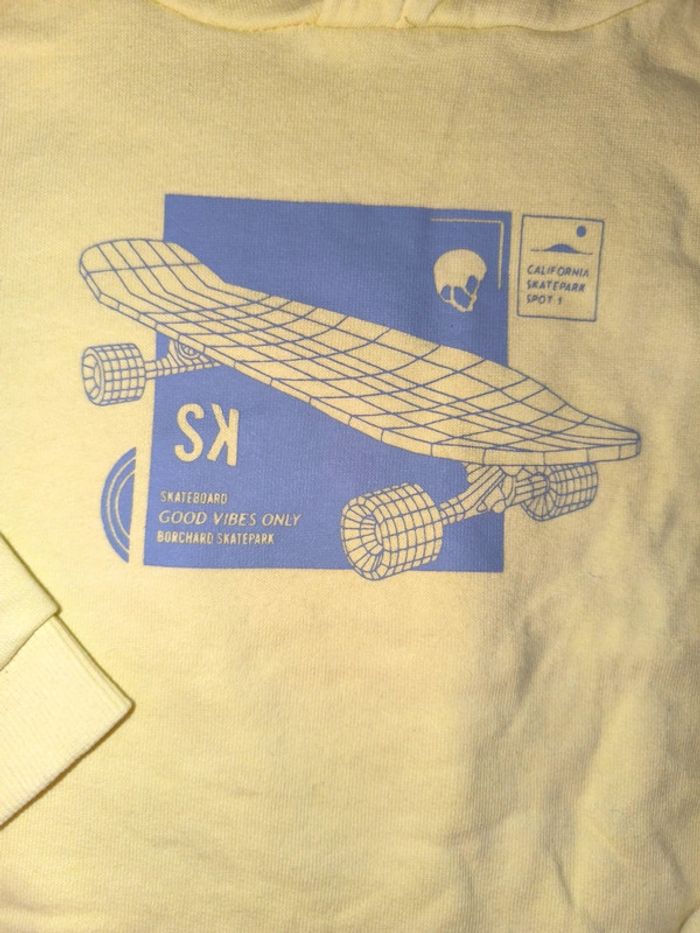 CALIFORNIA
SKATEPARK
SPOT 1
SK
SKATEBOARD
GOOD VIBES ONLY
BORCHARD SKATEPARK